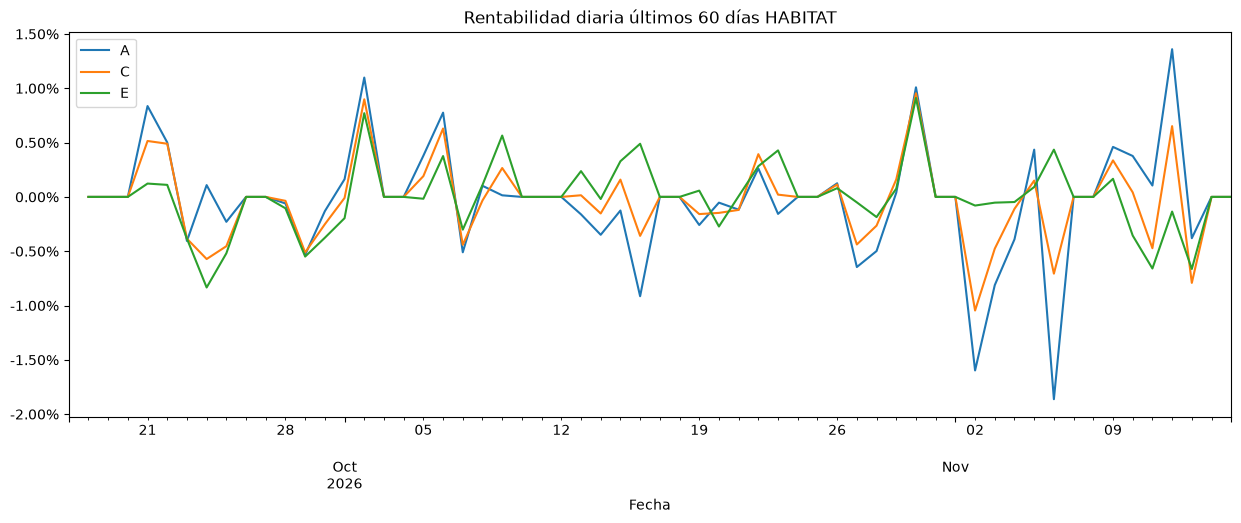 Rentabilidad diaria últimos 60 días HABITAT
1.50%
1.00%
0.50%
0.00%
-0.50%
-1.00%
-1.50%
-2.00%
A
C
E
21 28 05 12 19 26 02 09
Oct Nov
2026
Fecha